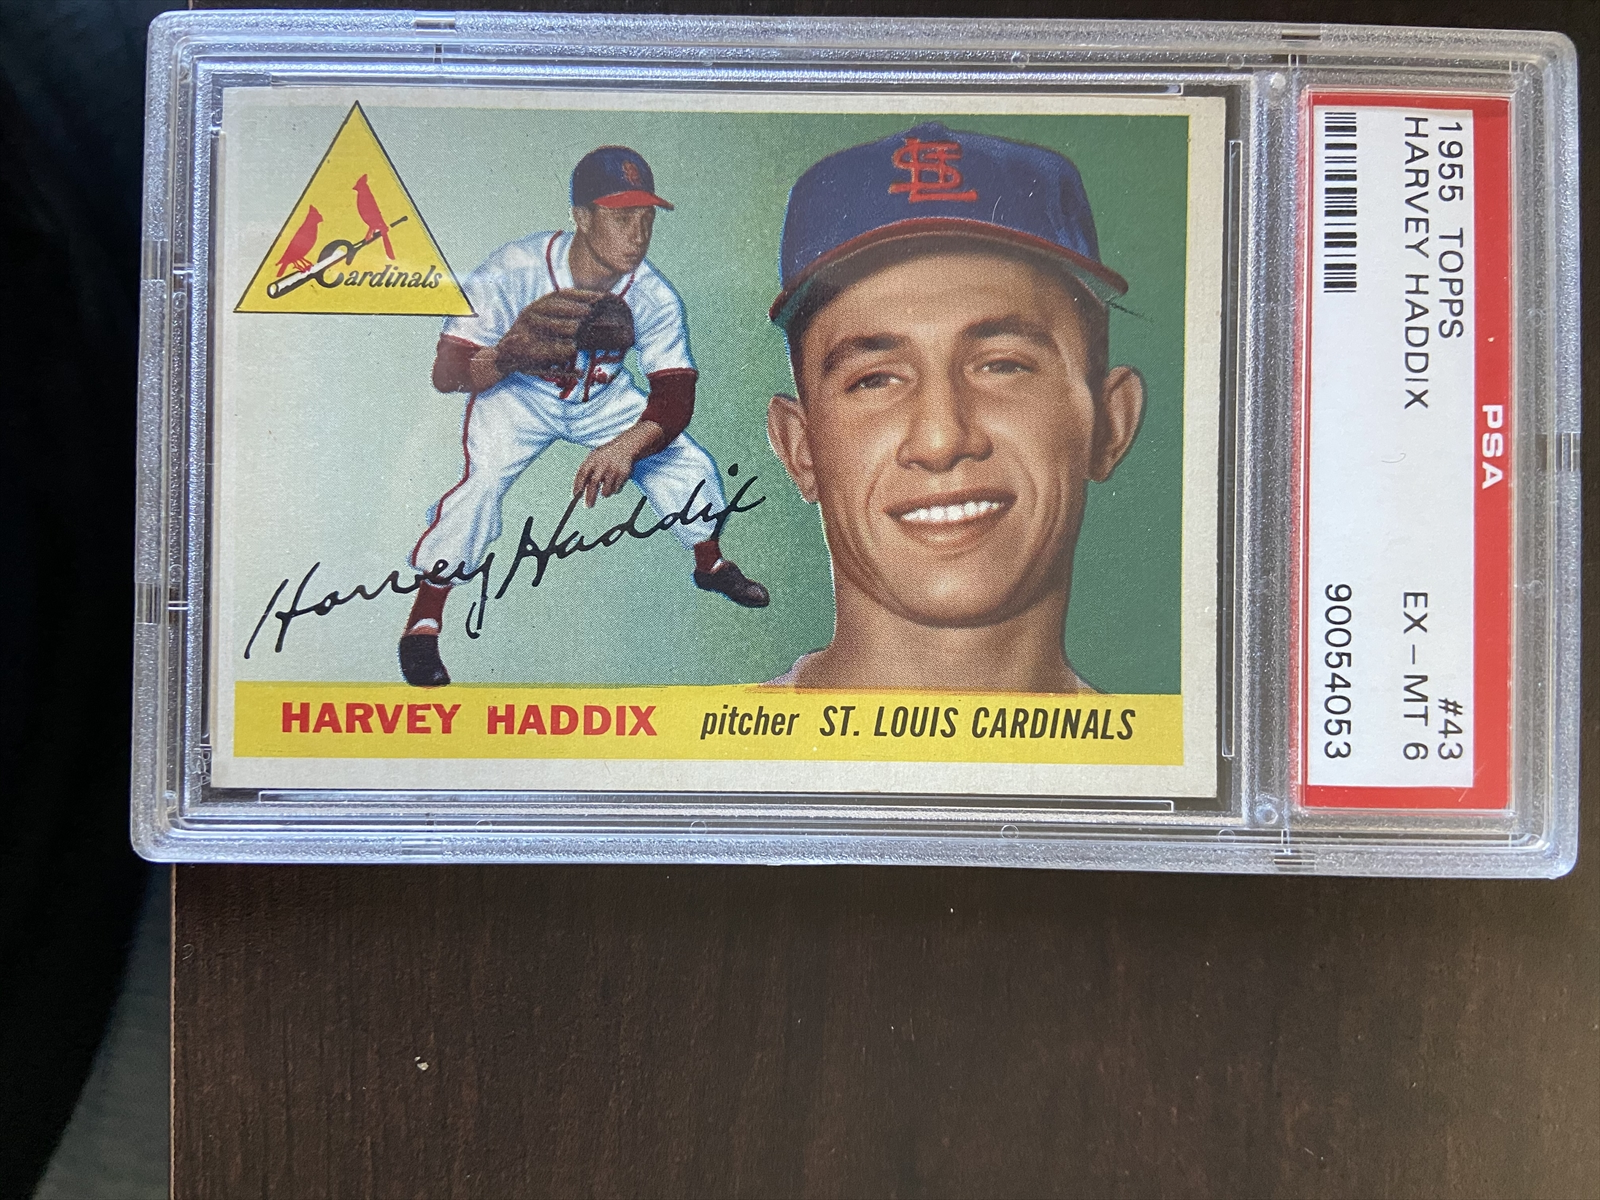 Cardinals
STL
Harvey Haddix
HARVEY HADDIX pitcher ST. LOUIS CARDINALS
PSA
1955 TOPPS #43
HARVEY HADDIX EX-MT 6
90054053